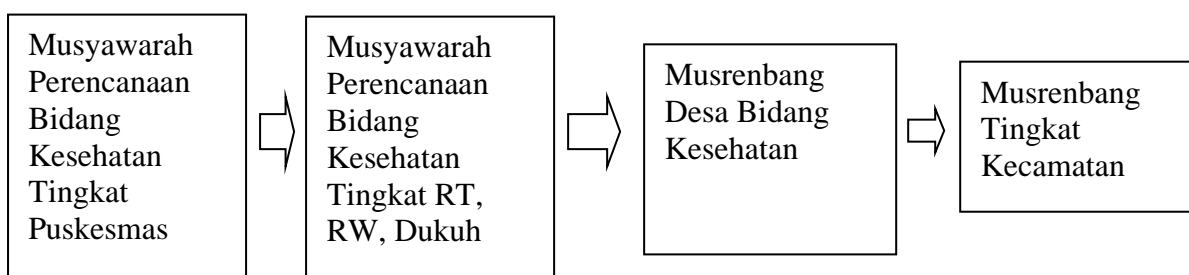 Musyawarah
Perencanaan
Bidang
Kesehatan
Tingkat
Puskesmas
Musyawarah
Perencanaan
Bidang
Kesehatan
Tingkat RT,
RW, Dukuh
Musrenbang
Desa Bidang
Kesehatan
Musrenbang
Tingkat
Kecamatan